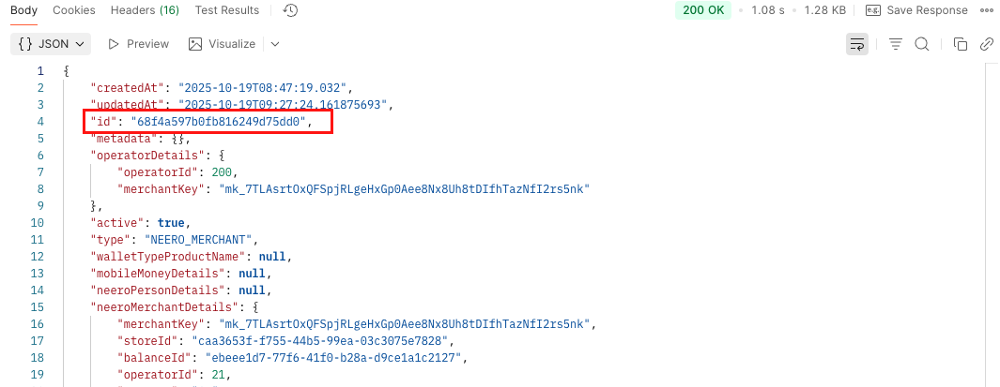 Body Cookies Headers (16) Test Results 200 OK • 1.08 s • 1.28 KB e.g. Save Response
{} JSON Preview Visualize
1 {
2 "createdAt": "2025-10-19T08:47:19.032",
3 "updatedAt": "2025-10-19T09:27:24.161875693",
4 "id": "68f4a597b0fb816249d75dd0",
5 "metadata": {},
6 "operatorDetails": {
7 "operatorId": 200,
8 "merchantKey": "mk_7TLAsrtOxQFSpjRLgeHxGp0Aee8Nx8Uh8tDIfhTazNfI2rs5nk"
9 },
10 "active": true,
11 "type": "NEERO_MERCHANT",
12 "walletTypeProductName": null,
13 "mobileMoneyDetails": null,
14 "neeroPersonDetails": null,
15 "neeroMerchantDetails": {
16 "merchantKey": "mk_7TLAsrtOxQFSpjRLgeHxGp0Aee8Nx8Uh8tDIfhTazNfI2rs5nk",
17 "storeId": "caa3653f-f755-44b5-99ea-03c3075e7828",
18 "balanceId": "ebeee1d7-77f6-41f0-b28a-d9ce1a1c2127",
19 "operatorId": 21,